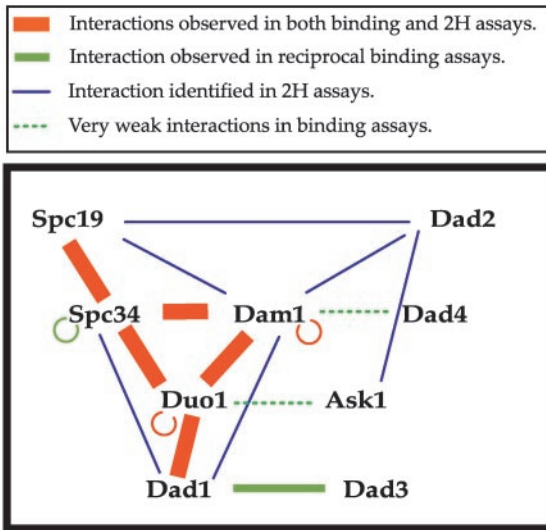 Interactions observed in both binding and 2H assays.
Interaction observed in reciprocal binding assays.
Interaction identified in 2H assays.
Very weak interactions in binding assays.
Spc19 Dad2
Spc34 Dam1 Dad4
Duo1 Ask1
Dad1 Dad3